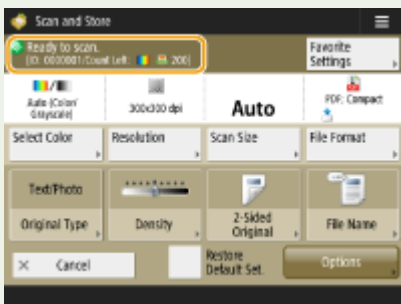 Scan and Store
Ready to scan.
[ID: 0000001/Count Left: 200]
Favorite
Settings
Auto (Color/
Grayscale)
300x300 dpi
Auto
PDF: Compact
Select Color
Resolution
Scan Size
File Format
Text/Photo
Original Type
Density
2-Sided
Original
File Name
Cancel
Restore
Default Set.
Options